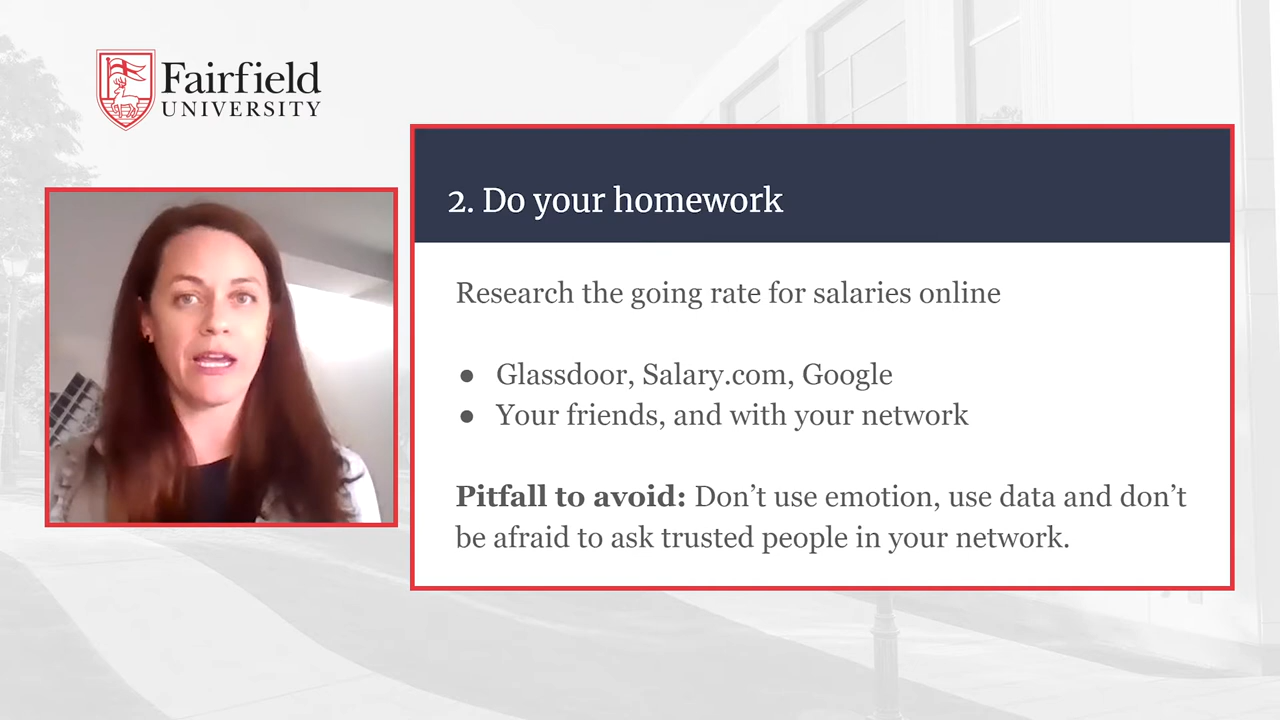 Fairfield
UNIVERSITY
2. Do your homework
Research the going rate for salaries online
● Glassdoor, Salary.com, Google
● Your friends, and with your network
Pitfall to avoid: Don’t use emotion, use data and don’t
be afraid to ask trusted people in your network.